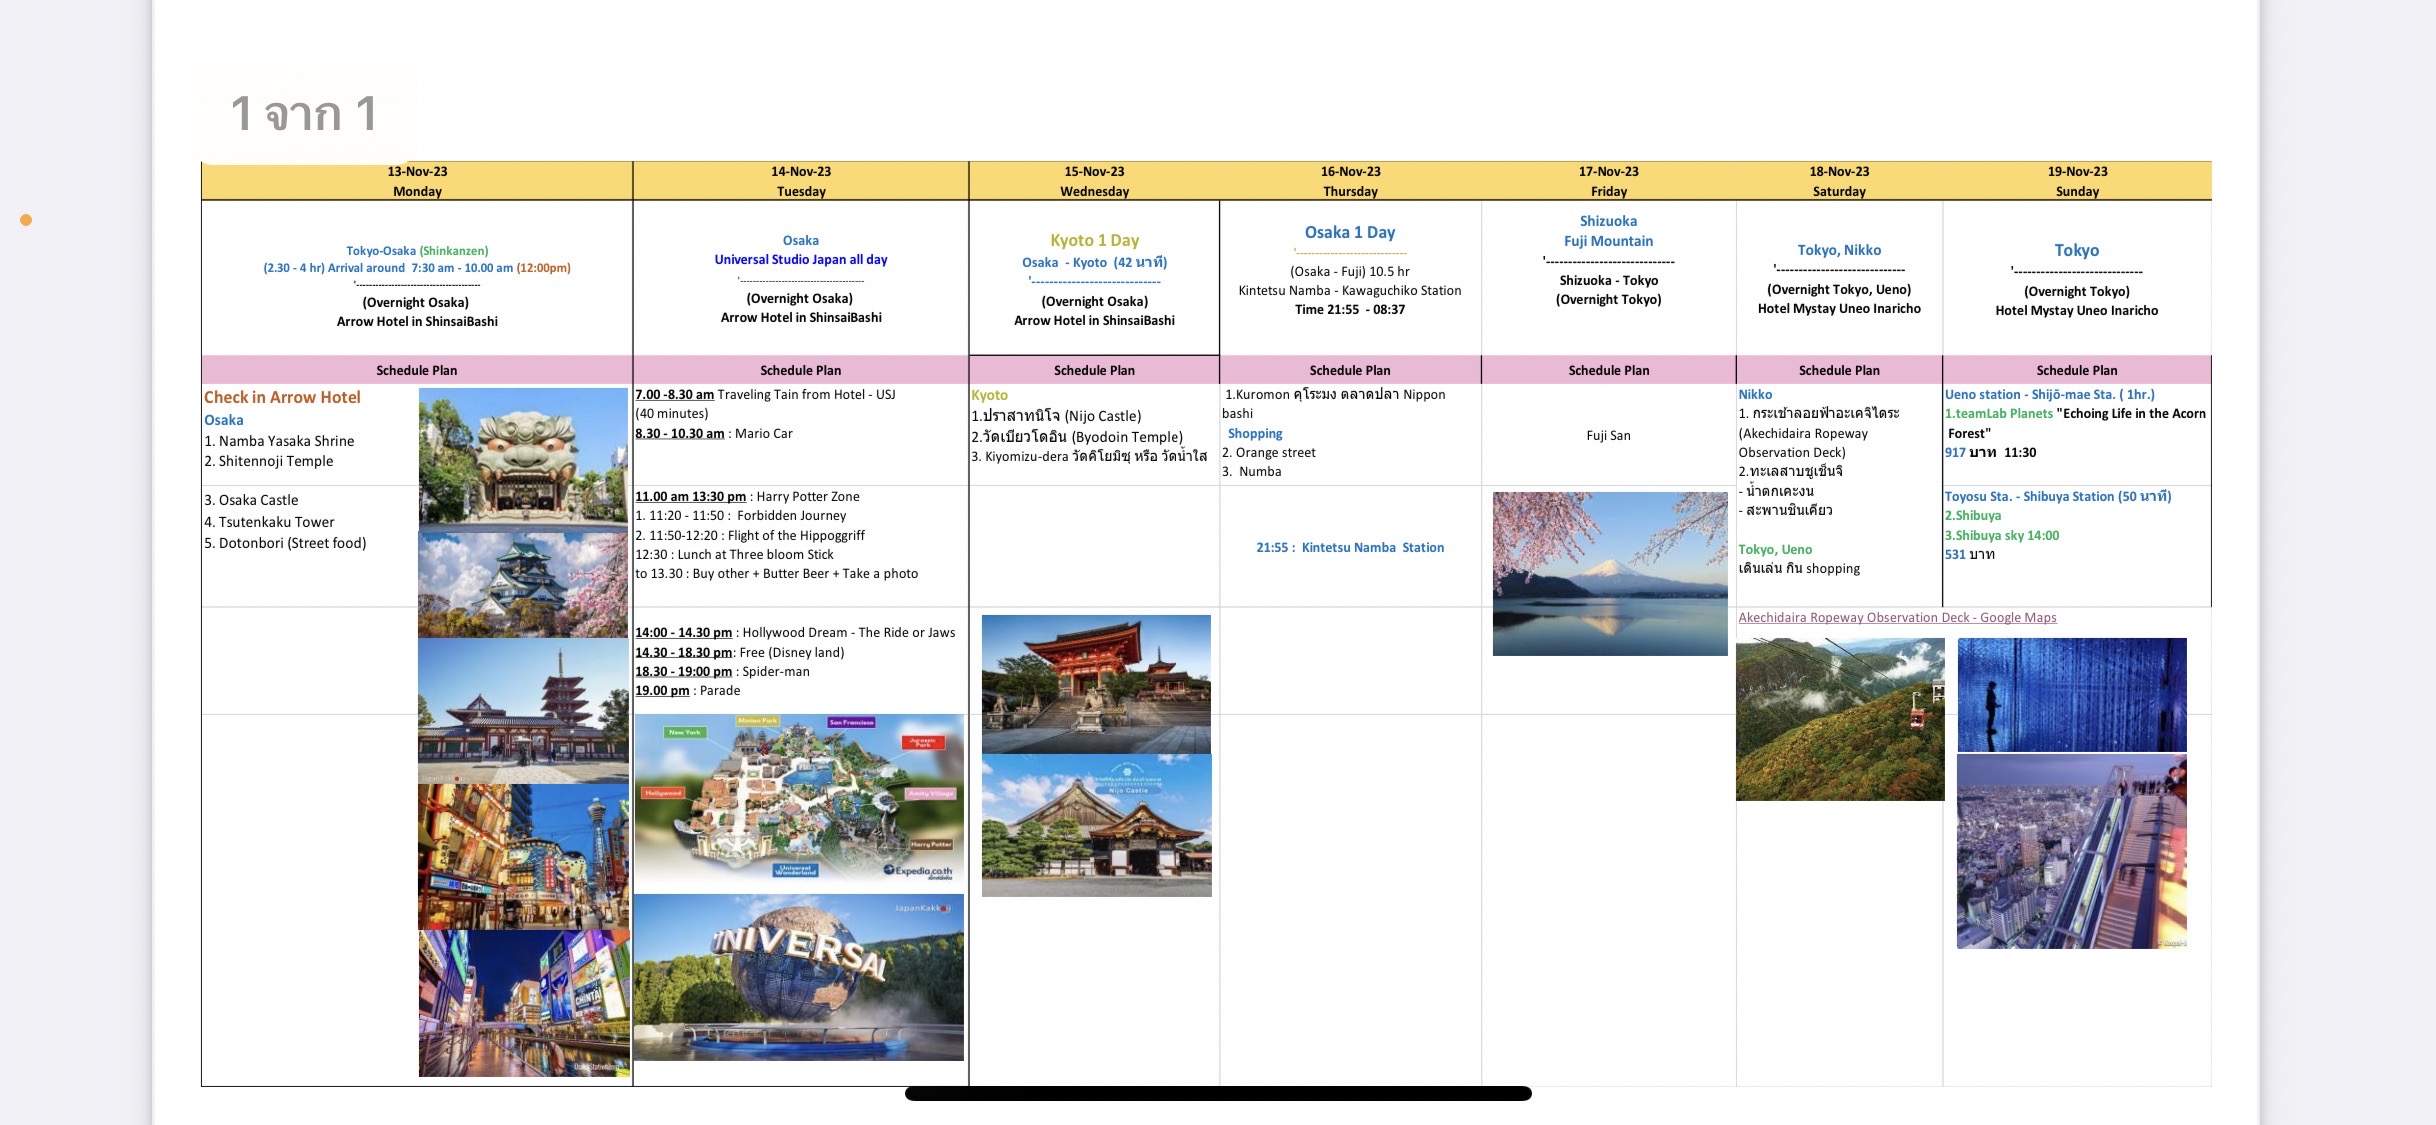 1 จาก 1
13-Nov-23
Monday
14-Nov-23
Tuesday
15-Nov-23
Wednesday
16-Nov-23
Thursday
17-Nov-23
Friday
18-Nov-23
Saturday
19-Nov-23
Sunday
Tokyo-Osaka (Shinkanzen)
(2.30 - 4 hr) Arrival around 7:30 am - 10.00 am (12:00pm)
'-------------------------------------
(Overnight Osaka)
Arrow Hotel in ShinsaiBashi
Osaka
Universal Studio Japan all day
'-------------------------------------
(Overnight Osaka)
Arrow Hotel in ShinsaiBashi
Kyoto 1 Day
Osaka - Kyoto (42 นาที)
'-----------------------------
(Overnight Osaka)
Arrow Hotel in ShinsaiBashi
Osaka 1 Day
'-----------------------------
(Osaka - Fuji) 10.5 hr
Kintetsu Namba - Kawaguchiko Station
Time 21:55 - 08:37
Shizuoka
Fuji Mountain
'-----------------------------
Shizuoka - Tokyo
(Overnight Tokyo)
Tokyo, Nikko
'-----------------------------
(Overnight Tokyo, Ueno)
Hotel Mystay Uneo Inaricho
Tokyo
'-----------------------------
(Overnight Tokyo)
Hotel Mystay Uneo Inaricho
Schedule Plan
Schedule Plan
Schedule Plan
Schedule Plan
Schedule Plan
Schedule Plan
Schedule Plan
Check in Arrow Hotel
Osaka
1. Namba Yasaka Shrine
2. Shitennoji Temple
3. Osaka Castle
4. Tsutenkaku Tower
5. Dotonbori (Street food)
7.00 -8.30 am Traveling Tain from Hotel - USJ
(40 minutes)
8.30 - 10.30 am : Mario Car
11.00 am 13:30 pm : Harry Potter Zone
1. 11:20 - 11:50 : Forbidden Journey
2. 11:50-12:20 : Flight of the Hippoggriff
12:30 : Lunch at Three bloom Stick
to 13.30 : Buy other + Butter Beer + Take a photo
14:00 - 14.30 pm : Hollywood Dream - The Ride or Jaws
14.30 - 18.30 pm: Free (Disney land)
18.30 - 19:00 pm : Spider-man
19.00 pm : Parade
Minion Park
San Francisco
New York
Jurassic Park
Hollywood
Amity Village
Harry Potter
Universal Wonderland
Expedia.co.th
JapanKakkoii
UNIVERSAL
Kyoto
1.ปราสาทนิโจ (Nijo Castle)
2.วัดเบียวโดอิน (Byodoin Temple)
3. Kiyomizu-dera วัดคิโยมิซุ หรือ วัดน้ำใส
Nijo Castle
1.Kuromon คุโระมง ตลาดปลา Nippon
bashi
Shopping
2. Orange street
3. Numba
21:55 : Kintetsu Namba Station
Fuji San
Nikko
1. กระเช้าลอยฟ้าอะเคจิไดระ
(Akechidaira Ropeway
Observation Deck)
2.ทะเลสาบชูเซ็นจิ
- น้ำตกเคะงน
- สะพานชินเคียว
Tokyo, Ueno
เดินเล่น กิน shopping
Akechidaira Ropeway Observation Deck - Google Maps
Ueno station - Shijō-mae Sta. ( 1hr.)
1.teamLab Planets "Echoing Life in the Acorn
Forest"
917 บาท 11:30
Toyosu Sta. - Shibuya Station (50 นาที)
2.Shibuya
3.Shibuya sky 14:00
531 บาท
CHINTAI